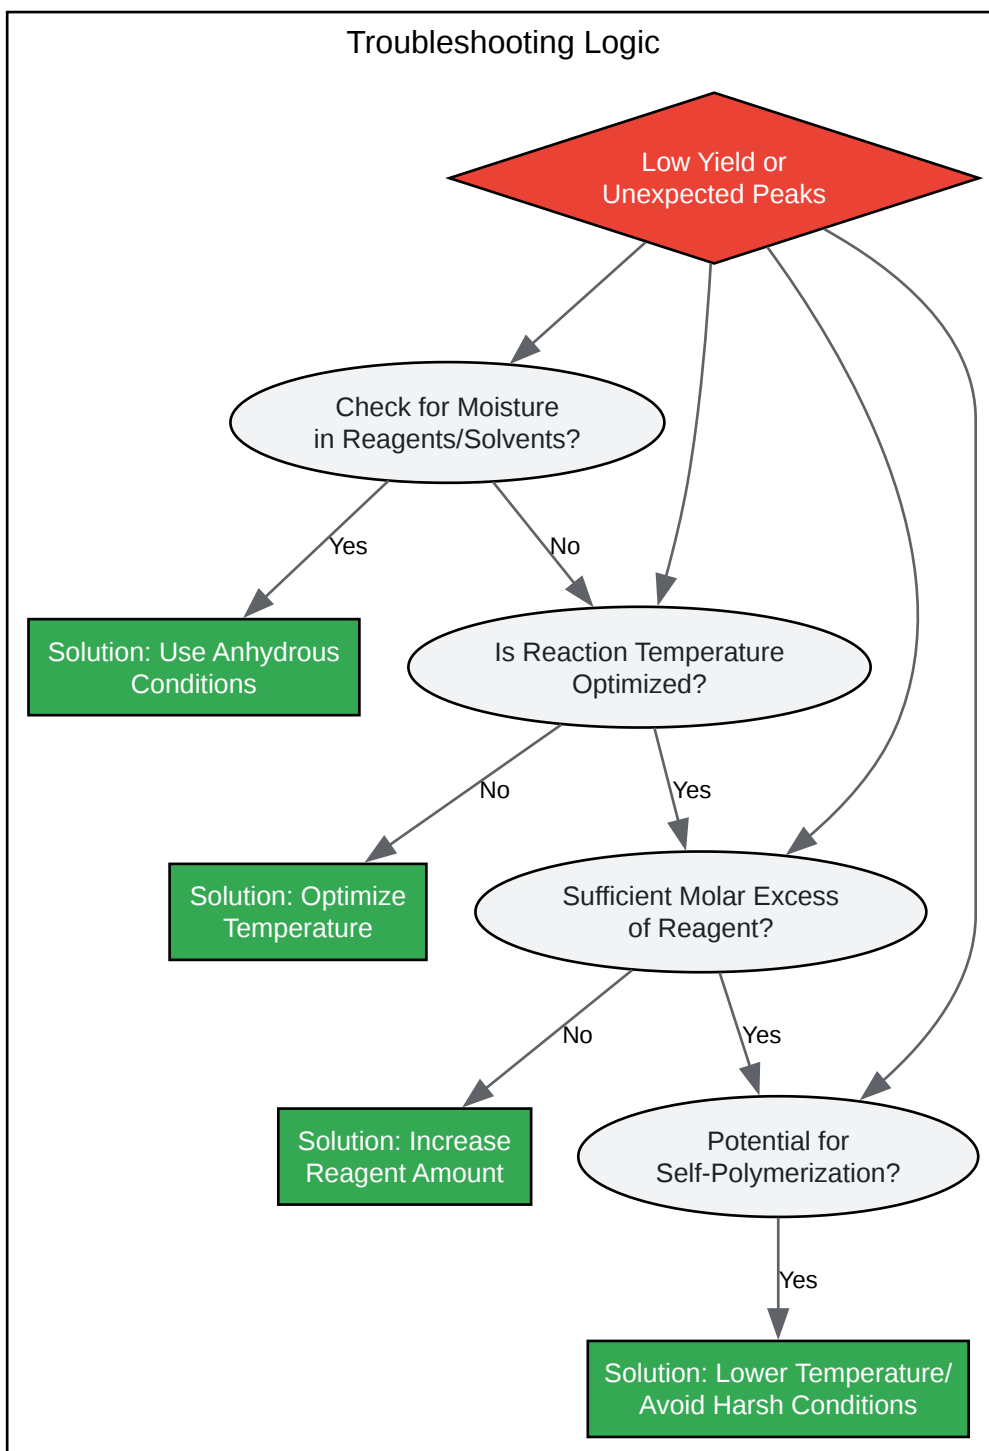 Troubleshooting Logic
Low Yield or
Unexpected Peaks
Check for Moisture
in Reagents/Solvents?
Yes
No
Solution: Use Anhydrous
Conditions
Is Reaction Temperature
Optimized?
No
Yes
Solution: Optimize
Temperature
Sufficient Molar Excess
of Reagent?
No
Yes
Solution: Increase
Reagent Amount
Potential for
Self-Polymerization?
Yes
Solution: Lower Temperature/
Avoid Harsh Conditions